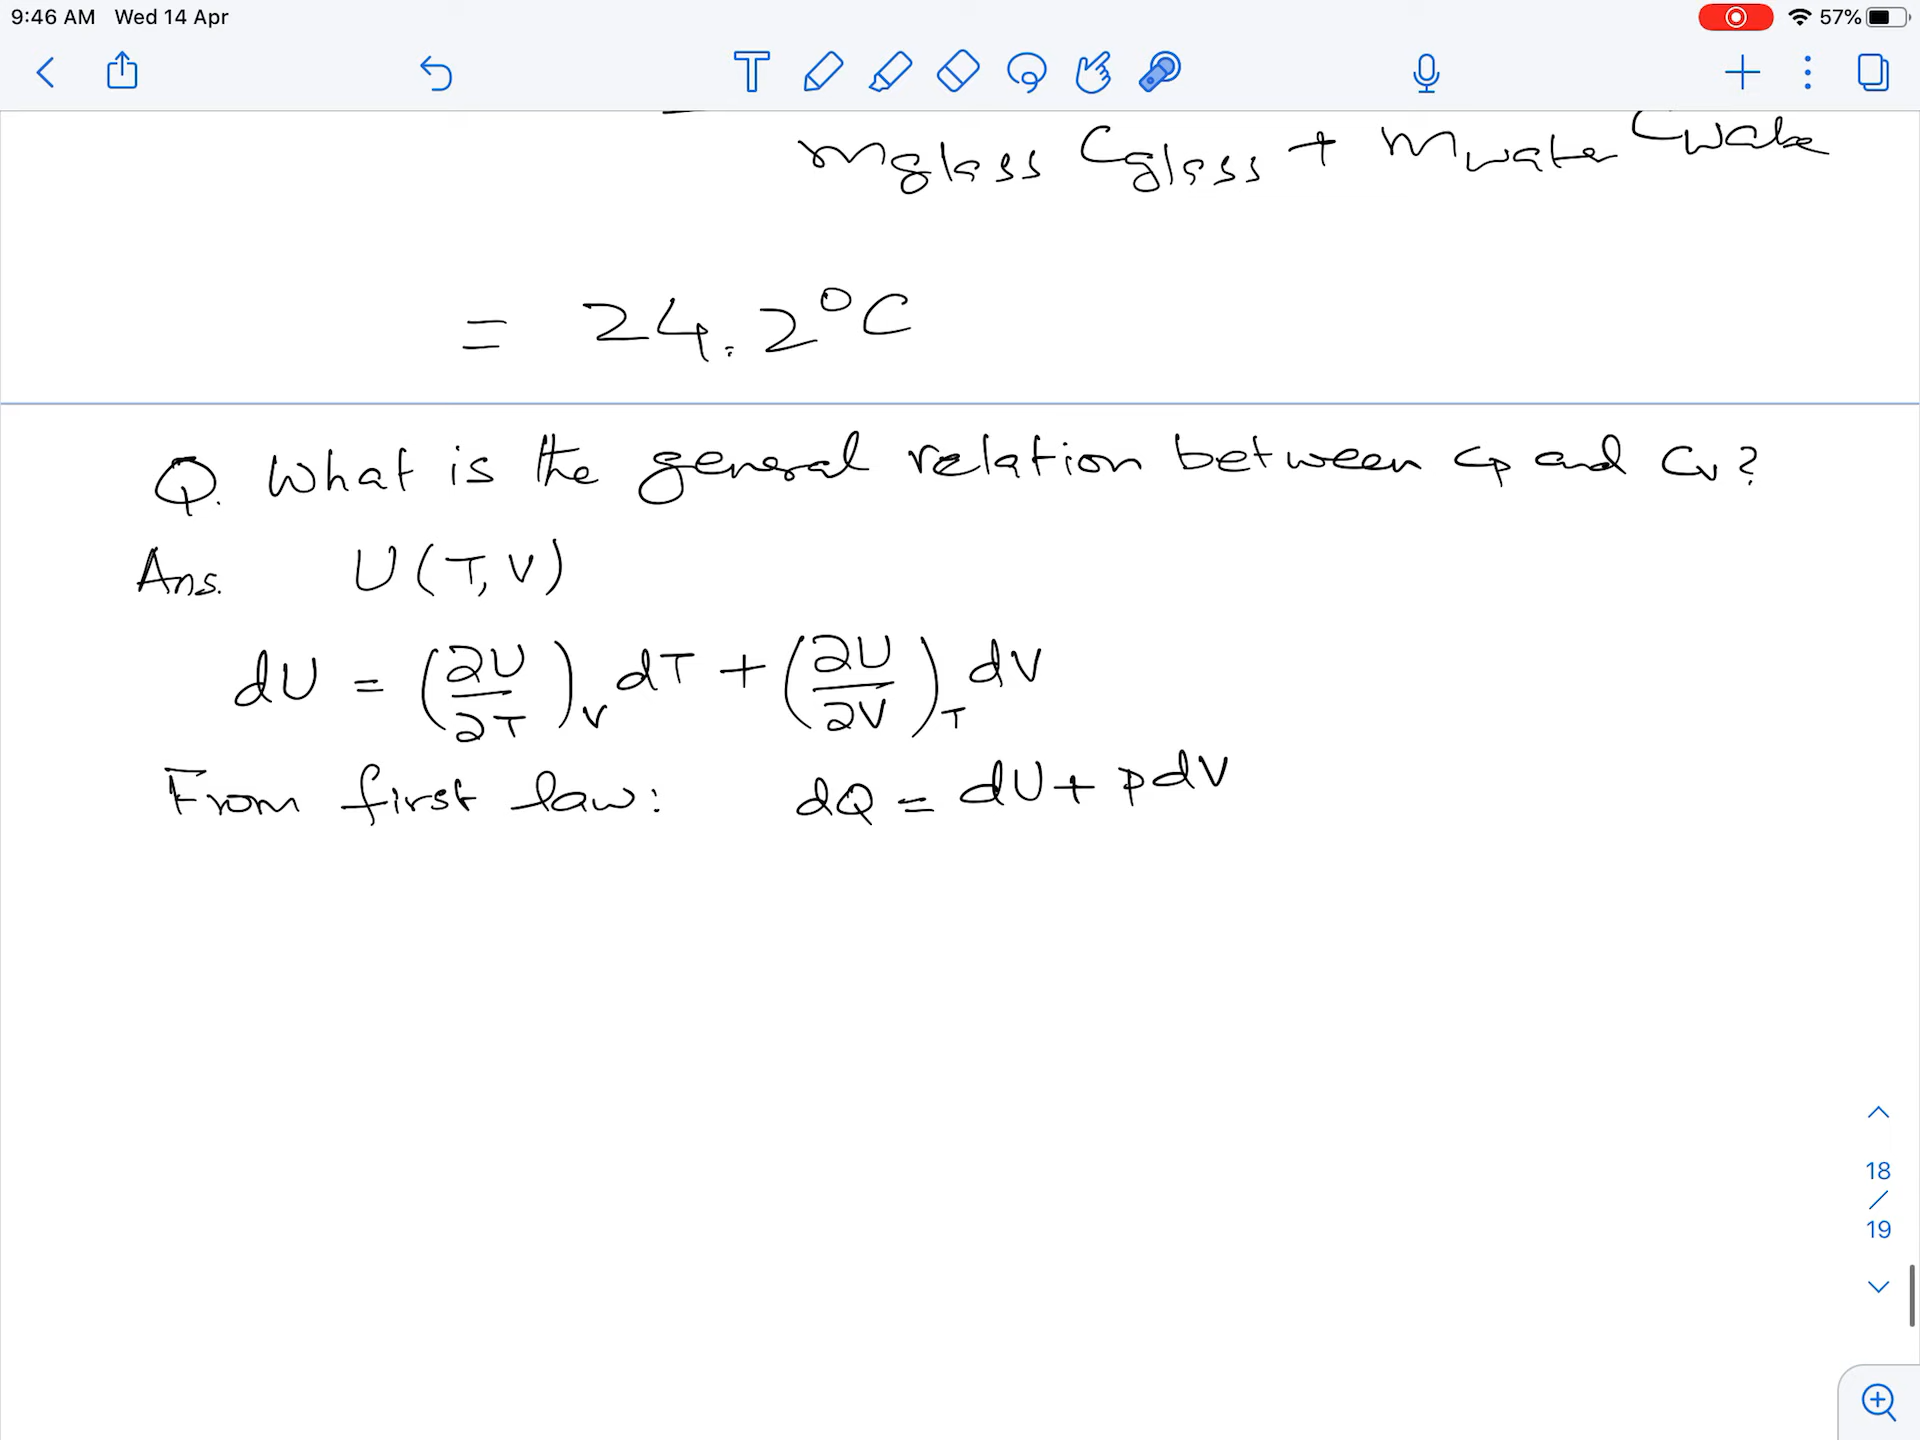 9:46 AM Wed 14 Apr 57%
T
mglass Cglass + mwater Cwate
= 24.2°C
Q. What is the general relation between Cp and Cv?
Ans. U(T, V)
dU = (∂U/∂T)v dT + (∂U/∂V)T dV
From first law: dQ = dU + pdV
18
/
19